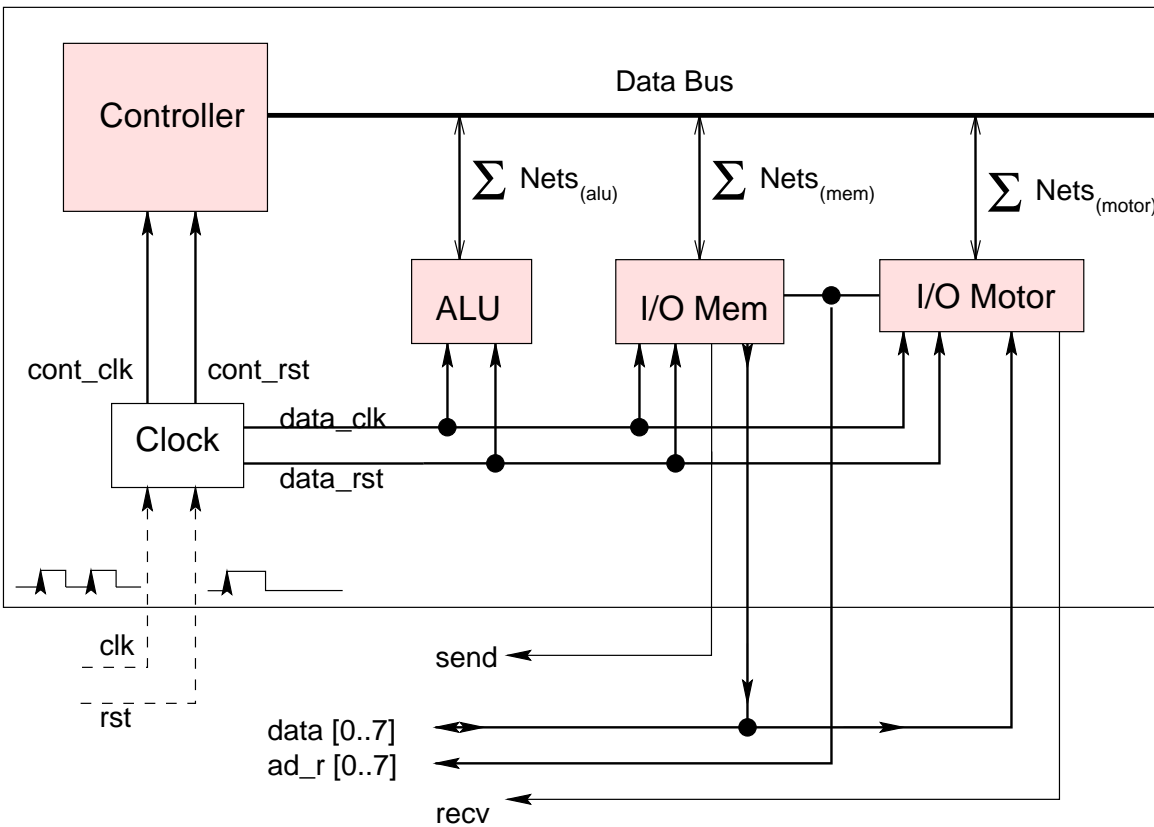 Data Bus
Controller
Σ Nets(alu)
Σ Nets(mem)
Σ Nets(motor)
ALU
I/O Mem
I/O Motor
cont_clk
cont_rst
data_clk
Clock
data_rst
clk
send
rst
data [0..7]
ad_r [0..7]
recv